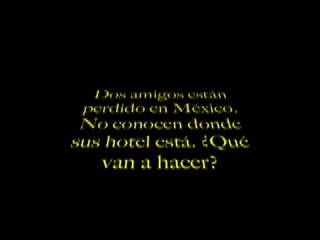 Dos amigos están
perdido en México.
No conocen donde
sus hotel está. ¿Qué
van a hacer?